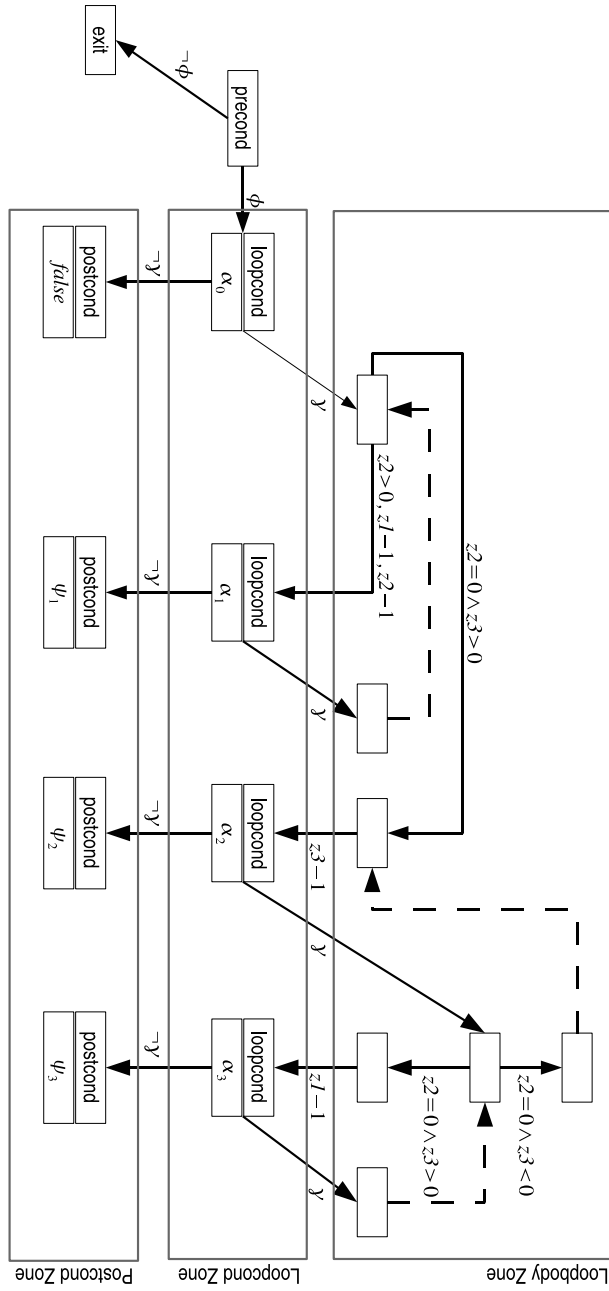 Loopbody Zone
z2=0∧z3<0
z2=0∧z3>0
z2=0∧z3>0
z2>0, z1−1, z2−1
γ
γ
z3−1
γ
z1−1
γ
Loopcond Zone
precond
ϕ
loopcond
α₀
loopcond
α₁
loopcond
α₂
loopcond
α₃
¬ϕ
exit
¬γ
¬γ
¬γ
¬γ
Postcond Zone
postcond
false
postcond
ψ₁
postcond
ψ₂
postcond
ψ₃